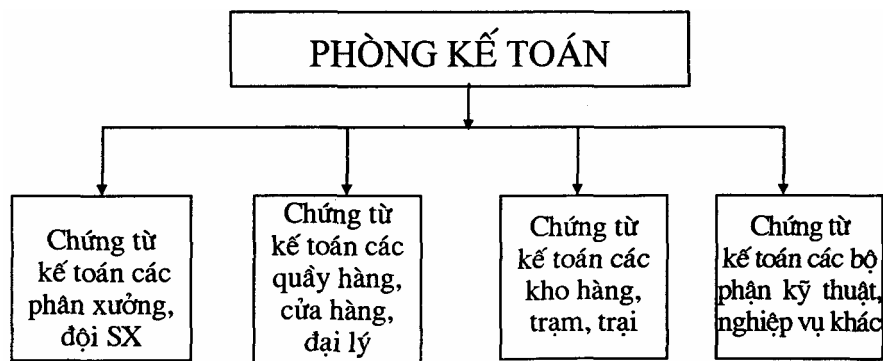 PHÒNG KẾ TOÁN
Chứng từ
kế toán các
phân xưởng,
đội SX
Chứng từ
kế toán các
quầy hàng,
cửa hàng,
đại lý
Chứng từ
kế toán các
kho hàng,
trạm, trại
Chứng từ
kế toán các bộ
phận kỹ thuật,
nghiệp vụ khác